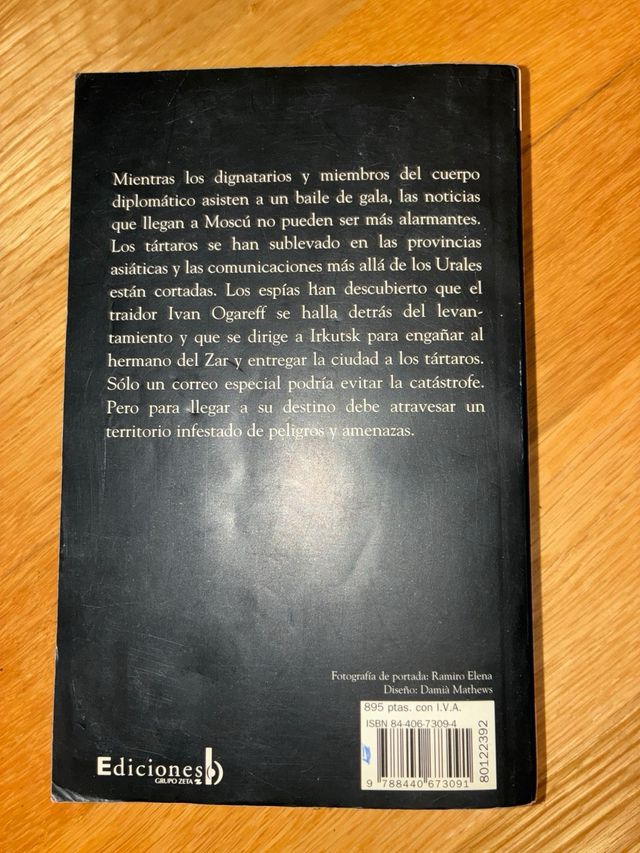 Mientras los dignatarios y miembros del cuerpo
diplomático asisten a un baile de gala, las noticias
que llegan a Moscú no pueden ser más alarmantes.
Los tártaros se han sublevado en las provincias
asiáticas y las comunicaciones más allá de los Urales
están cortadas. Los espías han descubierto que el
traidor Ivan Ogareff se halla detrás del levan-
tamiento y que se dirige a Irkutsk para engañar al
hermano del Zar y entregar la ciudad a los tártaros.
Sólo un correo especial podría evitar la catástrofe.
Pero para llegar a su destino debe atravesar un
territorio infestado de peligros y amenazas.
Fotografía de portada: Ramiro Elena
Diseño: Damià Mathews
895 ptas. con I.V.A.
ISBN 84-406-7309-4
9 788440 673091
80122392
Ediciones b
GRUPO ZETA